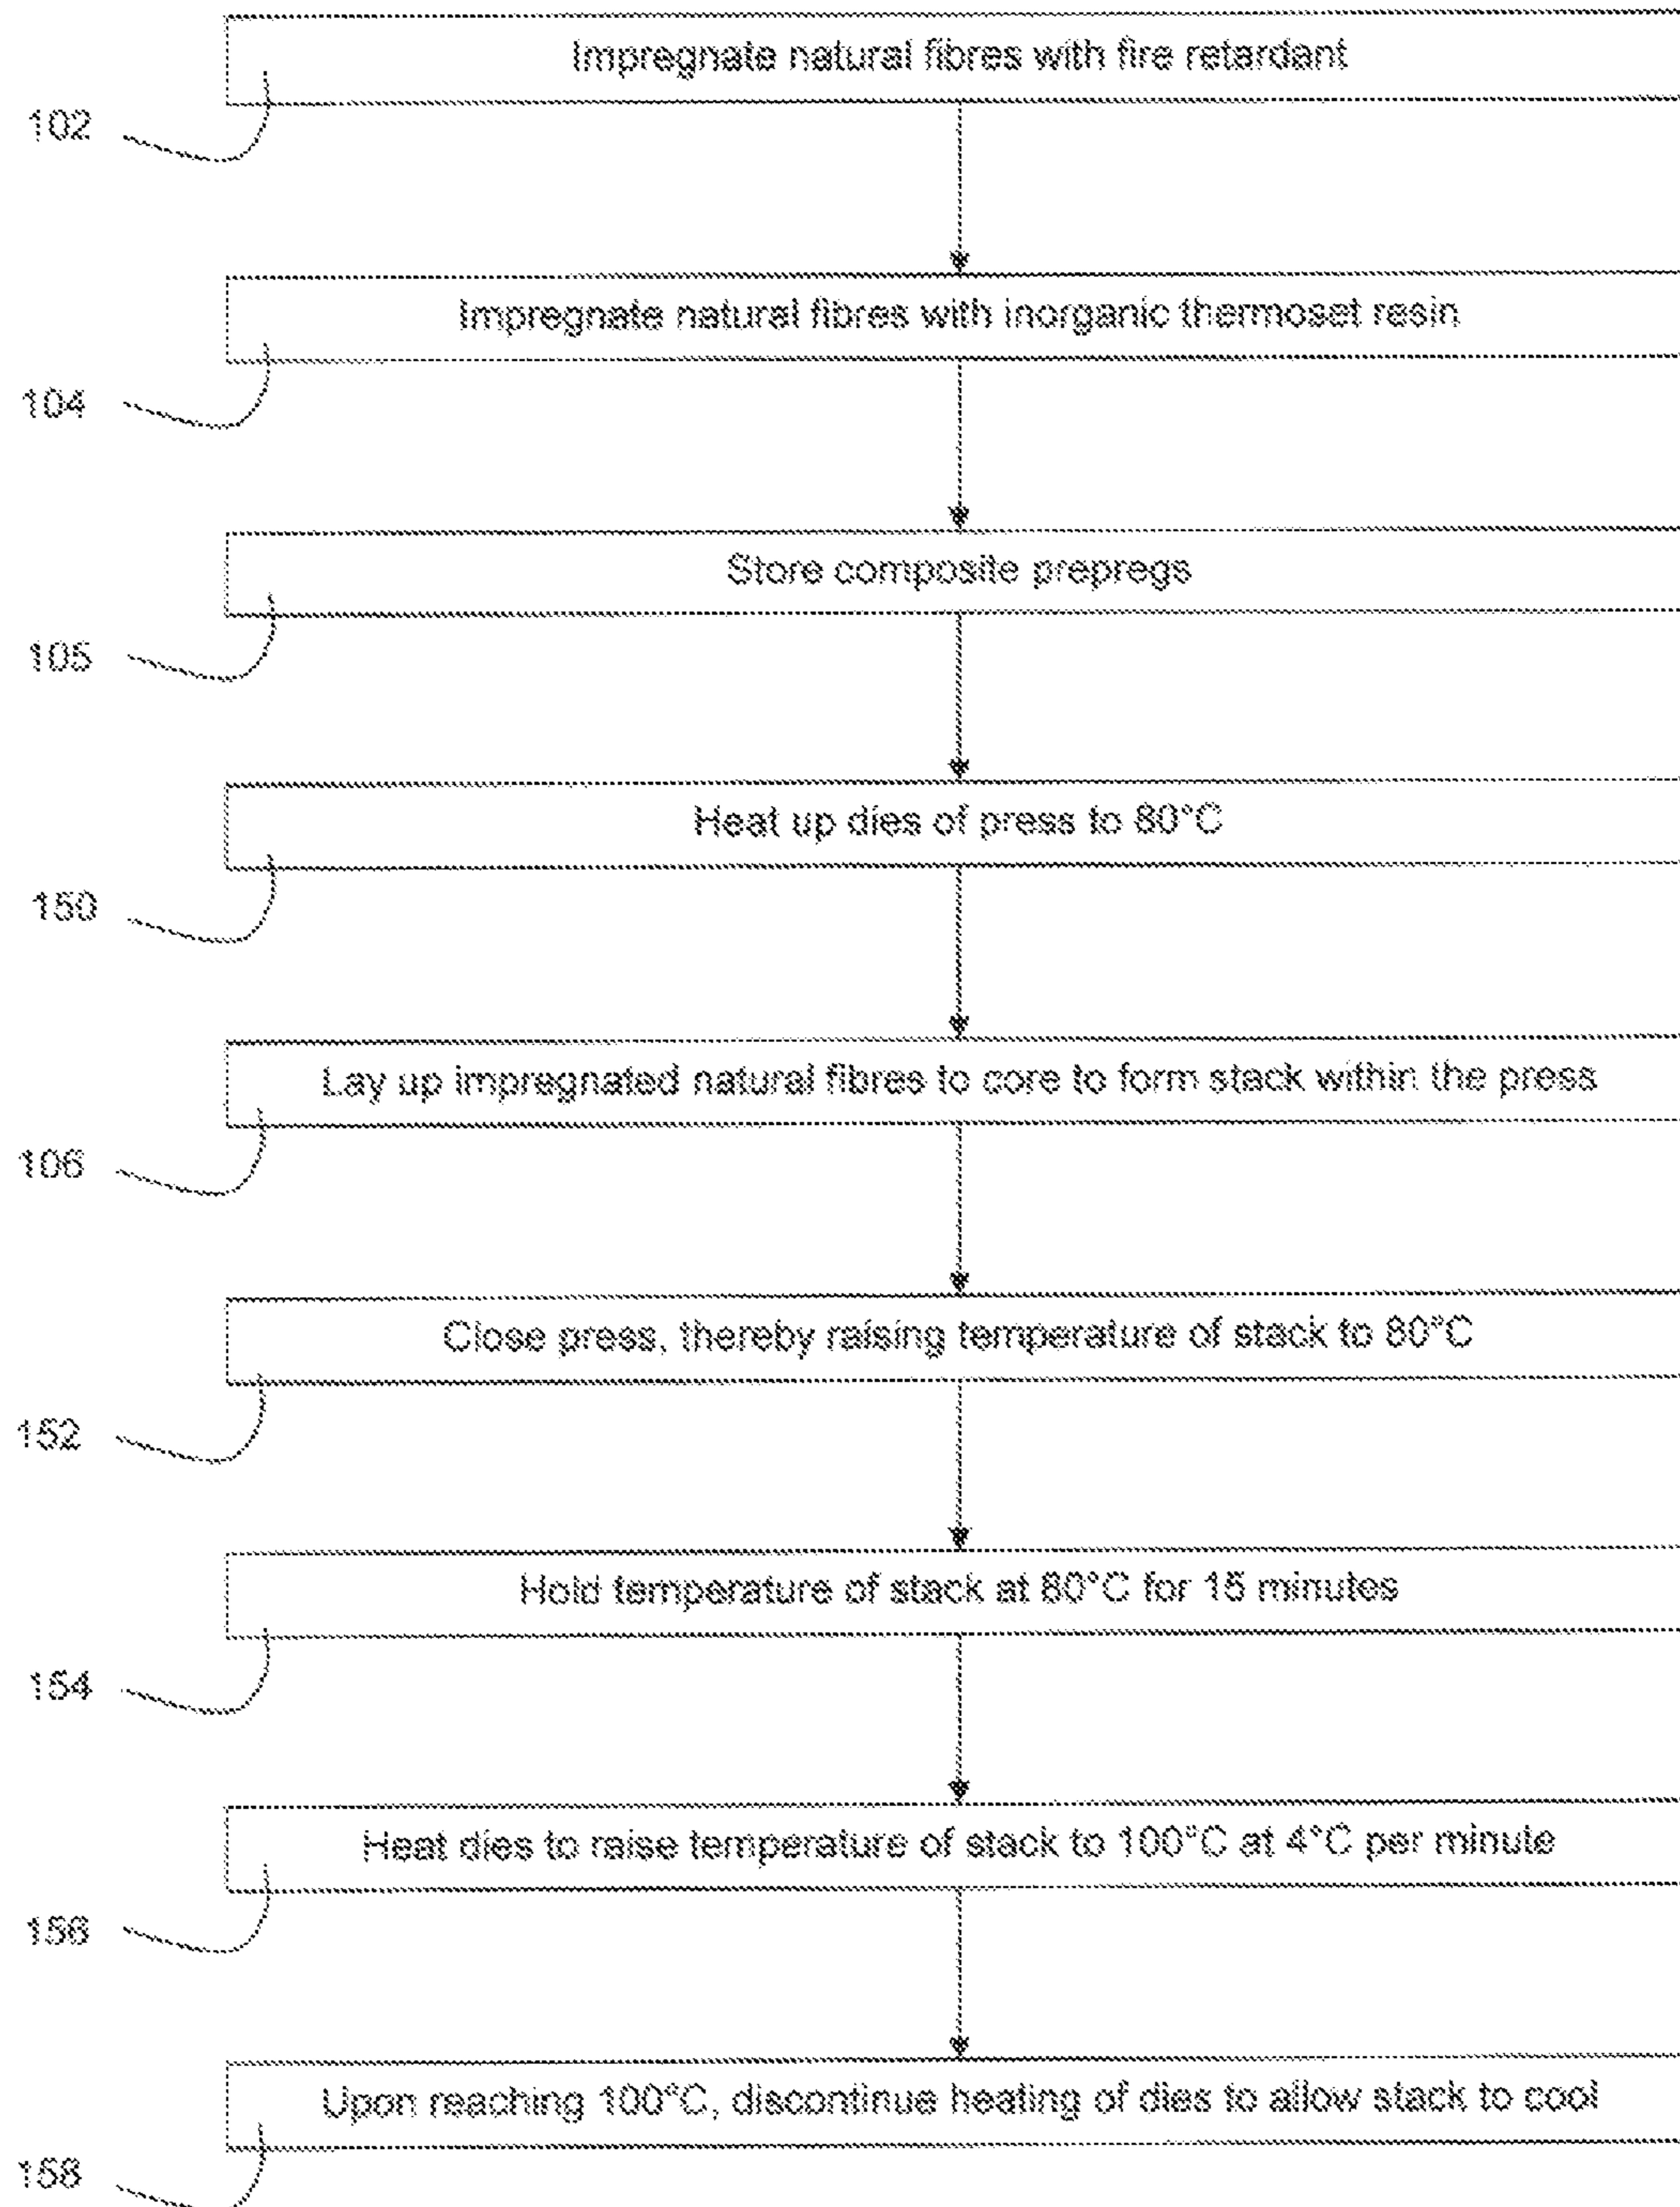 Impregnate natural fibres with fire retardant
102
Impregnate natural fibres with inorganic thermoset resin
104
Store composite prepregs
105
Heat up dies of press to 80°C
150
Lay up impregnated natural fibres to core to form stack within the press
106
Close press, thereby raising temperature of stack to 80°C
152
Hold temperature of stack at 80°C for 15 minutes
154
Heat dies to raise temperature of stack to 100°C at 4°C per minute
156
Upon reaching 100°C, discontinue heating of dies to allow stack to cool
158